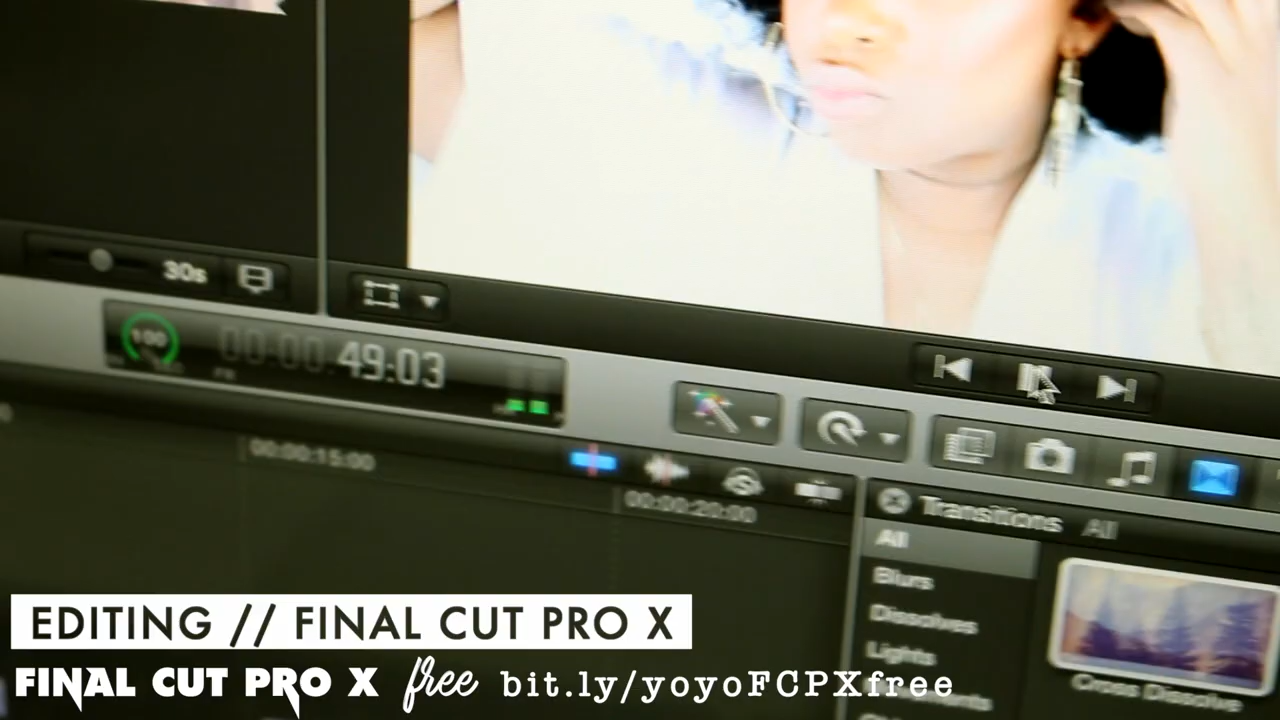 30s
100
00:00:49:03
00:00:15:00
00:00:20:00
Transitions All
All
Blurs
Dissolves
Lights
Cross Dissolve
EDITING // FINAL CUT PRO X
FINAL CUT PRO X free bit.ly/yoyoFCPXfree